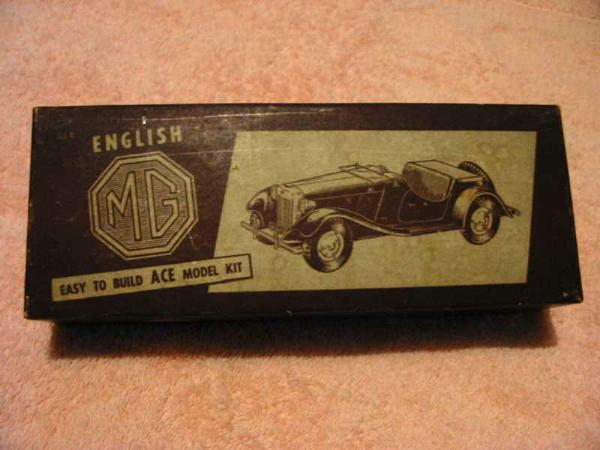 ENGLISH
MG
EASY TO BUILD ACE MODEL KIT